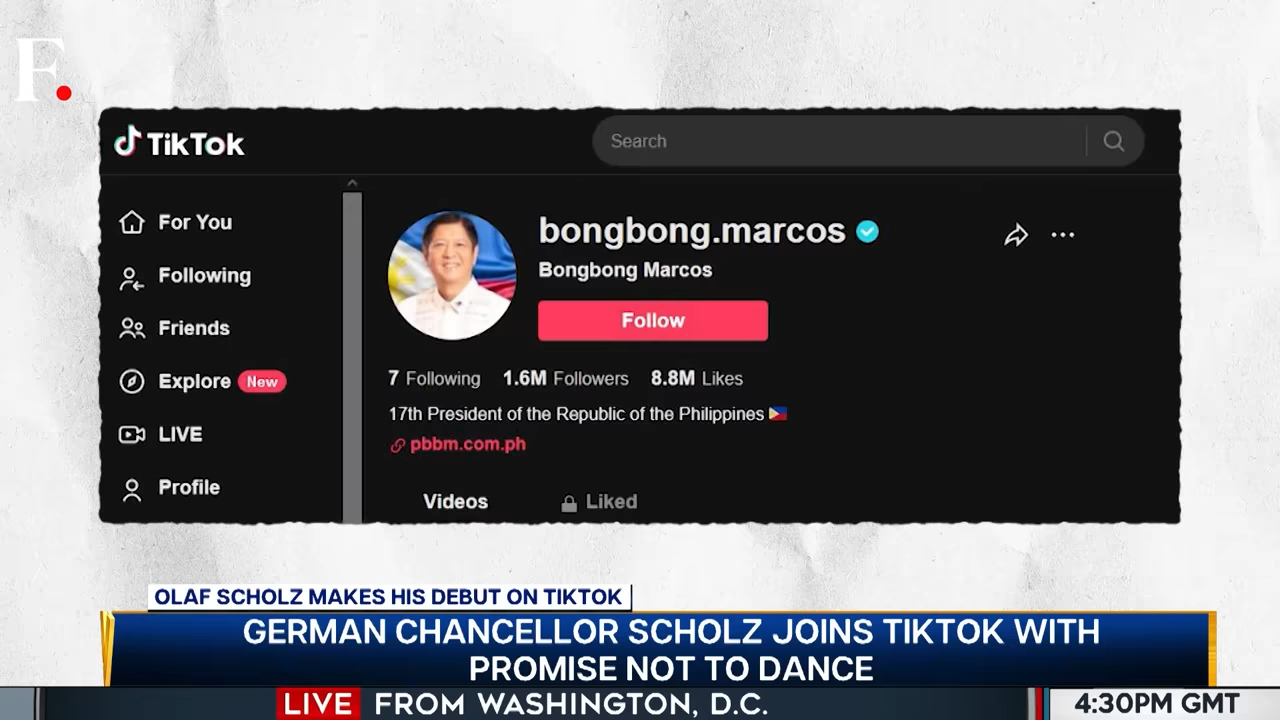 F.
TikTok
Search
For You
Following
Friends
Explore New
LIVE
Profile
bongbong.marcos
Bongbong Marcos
Follow
7 Following 1.6M Followers 8.8M Likes
17th President of the Republic of the Philippines 🇵🇭
pbbm.com.ph
Videos Liked
OLAF SCHOLZ MAKES HIS DEBUT ON TIKTOK
GERMAN CHANCELLOR SCHOLZ JOINS TIKTOK WITH
PROMISE NOT TO DANCE
LIVE FROM WASHINGTON, D.C.
4:30PM GMT